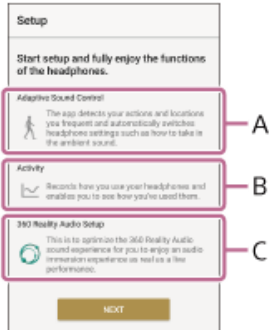 Setup
Start setup and fully enjoy the functions
of the headphones.
Adaptive Sound Control
The app detects your actions and locations
you frequent and automatically switches
headphone settings such as how to take in
the ambient sound.
A
Activity
Records how you use your headphones and
enables you to see how you've used them.
B
360 Reality Audio Setup
This is to optimize the 360 Reality Audio
sound experience for you to enjoy an audio
immersion experience as real as a live
performance.
C
NEXT